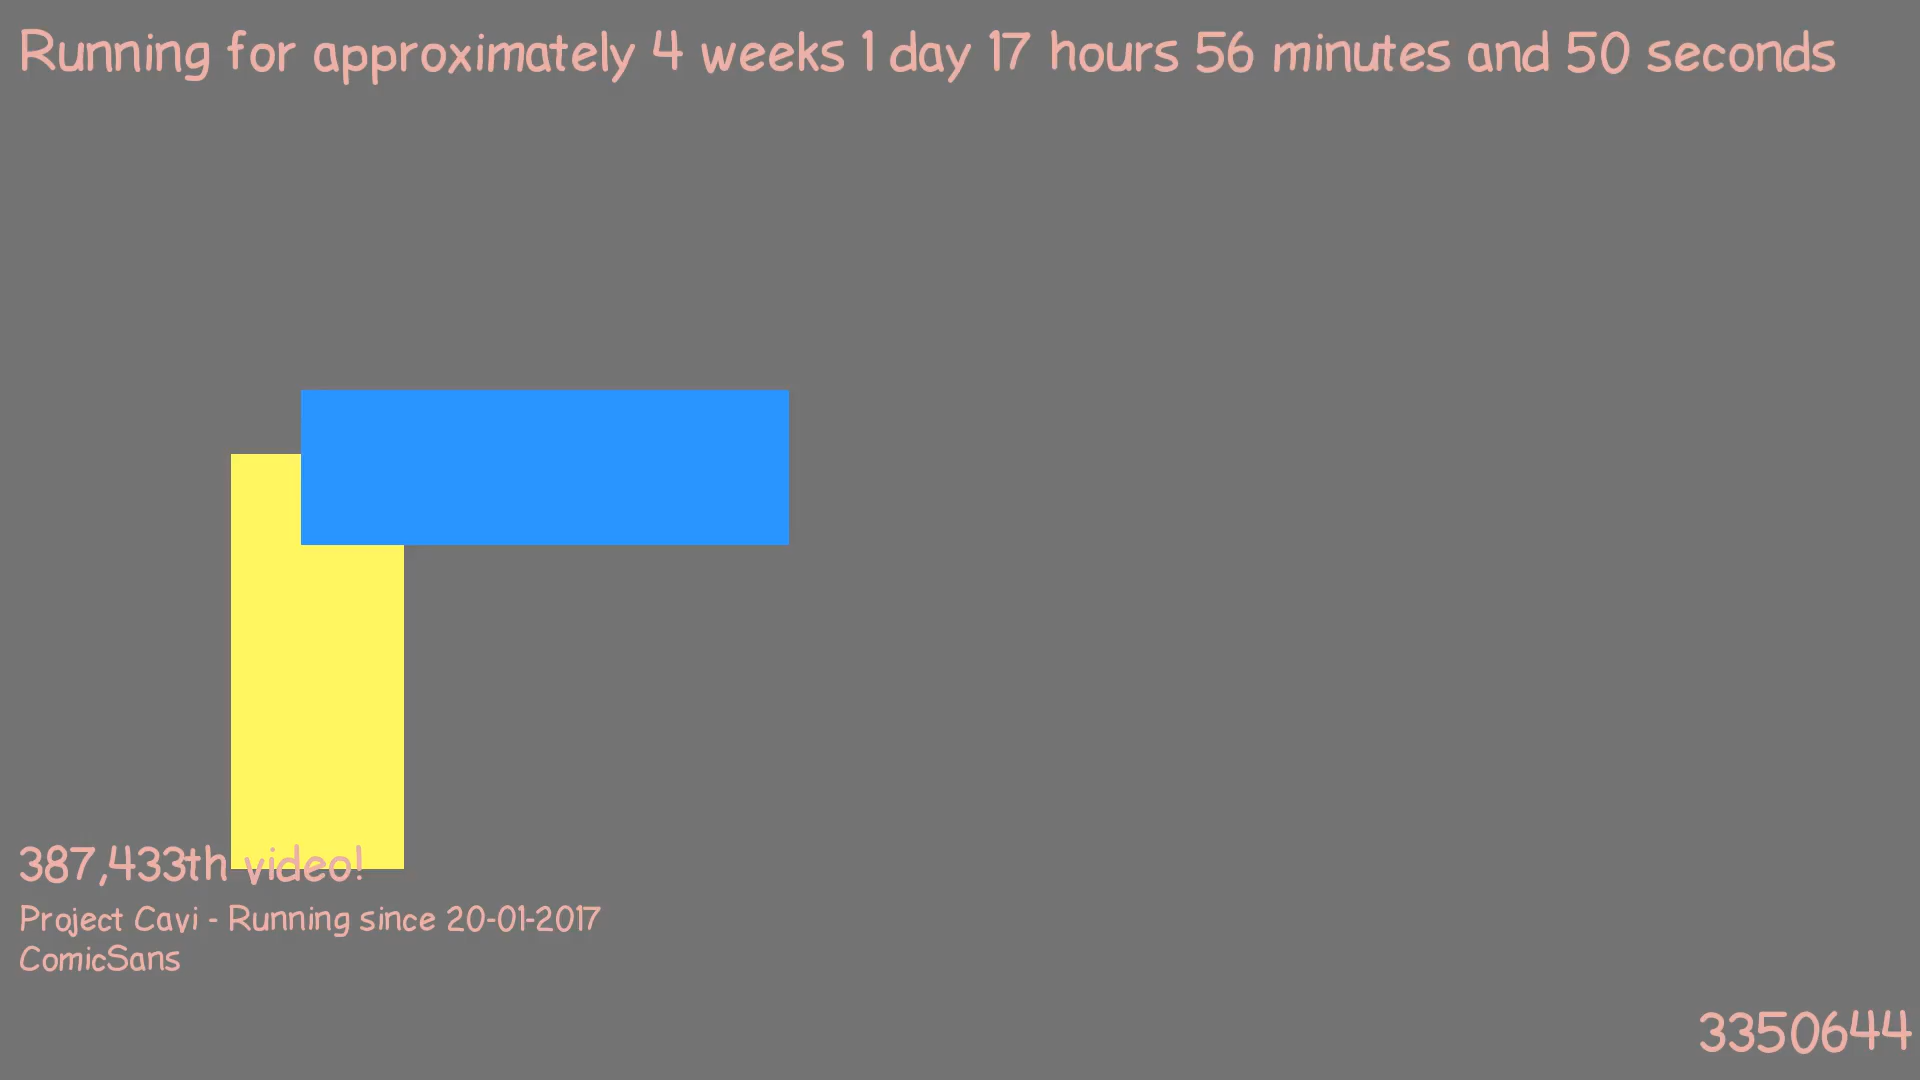 Running for approximately 4 weeks 1 day 17 hours 56 minutes and 50 seconds
387,433th video!
Project Cavi - Running since 20-01-2017
ComicSans
3350644